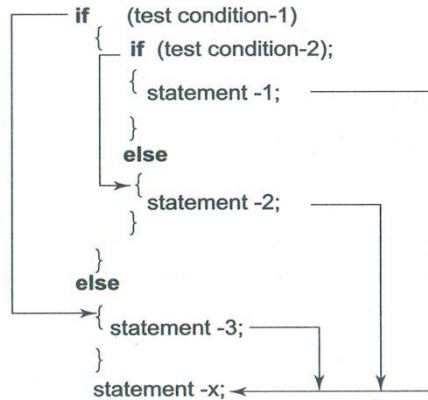 if (test condition-1)
{
if (test condition-2);
{
statement -1;
}
else
{
statement -2;
}
}
else
{
statement -3;
}
statement -x;